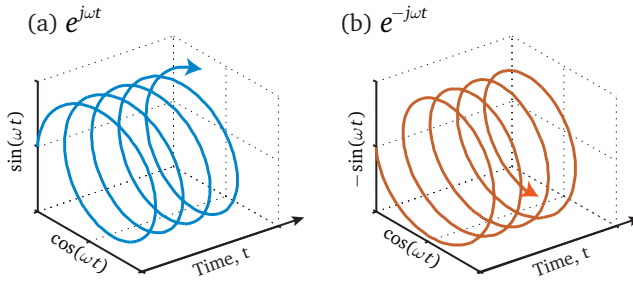 (a) e^{jωt}
sin(ωt)
cos(ωt)
Time, t
(b) e^{−jωt}
−sin(ωt)
cos(ωt)
Time, t